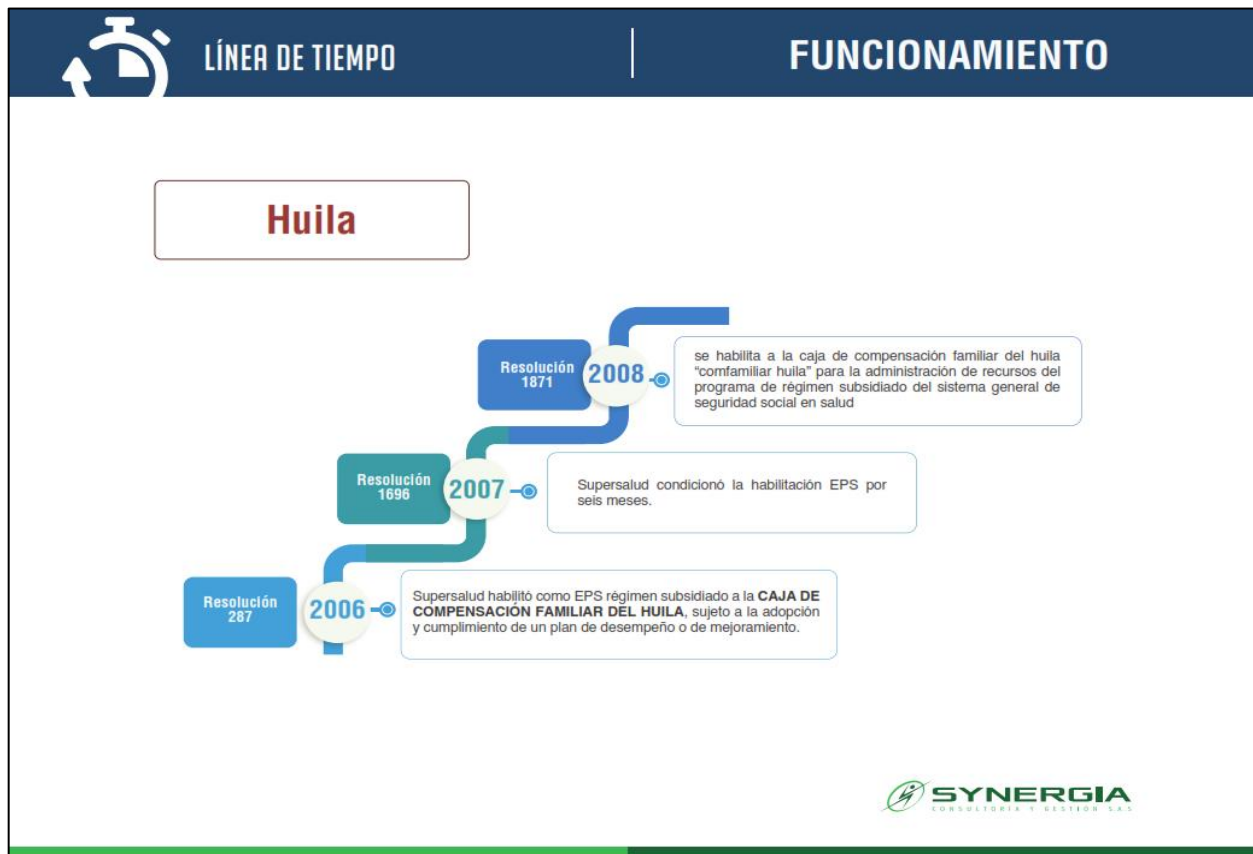 LÍNEA DE TIEMPO
FUNCIONAMIENTO
Huila
Resolución
1871
2008
se habilita a la caja de compensación familiar del huila
“comfamiliar huila” para la administración de recursos del
programa de régimen subsidiado del sistema general de
seguridad social en salud
Resolución
1696
2007
Supersalud condicionó la habilitación EPS por
seis meses.
Resolución
287
2006
Supersalud habilitó como EPS régimen subsidiado a la CAJA DE
COMPENSACIÓN FAMILIAR DEL HUILA, sujeto a la adopción
y cumplimiento de un plan de desempeño o de mejoramiento.
SYNERGIA
CONSULTORÍA Y GESTIÓN S.A.S